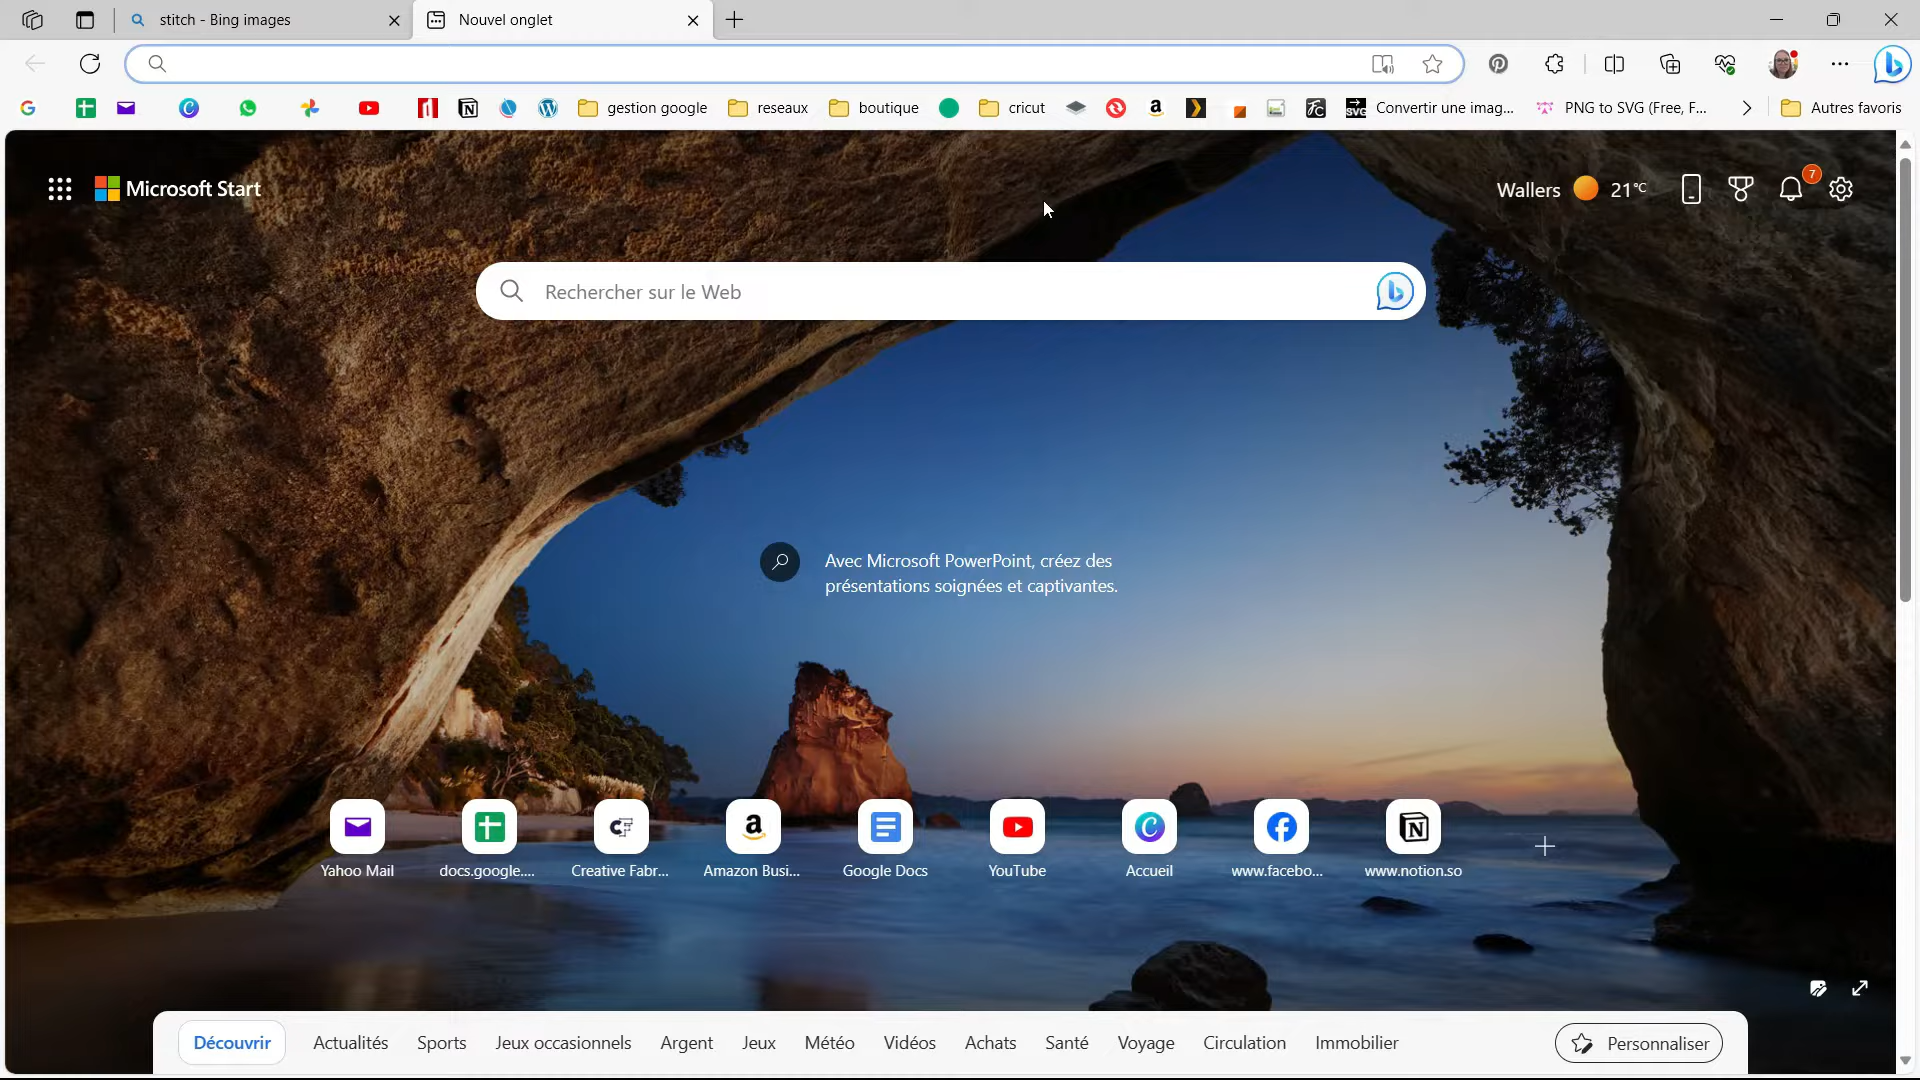 stitch - Bing images
Nouvel onglet
gestion google
reseaux
boutique
cricut
Convertir une imag...
PNG to SVG (Free, F...
Autres favoris
Microsoft Start
Wallers
21°C
7
Rechercher sur le Web
Avec Microsoft PowerPoint, créez des
présentations soignées et captivantes.
Yahoo Mail
docs.google....
Creative Fabr...
Amazon Busi...
Google Docs
YouTube
Accueil
www.facebo...
www.notion.so
Découvrir
Actualités
Sports
Jeux occasionnels
Argent
Jeux
Météo
Vidéos
Achats
Santé
Voyage
Circulation
Immobilier
Personnaliser